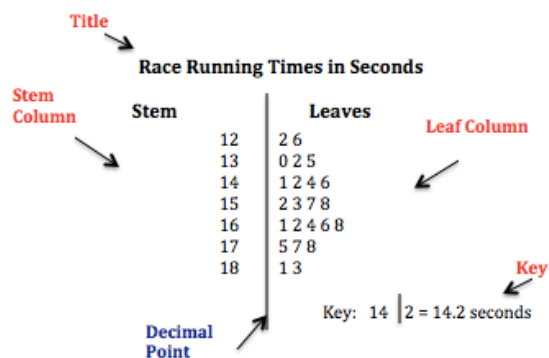 Title
Race Running Times in Seconds
Stem
Column
Stem Leaves
Leaf Column
12 2 6
13 0 2 5
14 1 2 4 6
15 2 3 7 8
16 1 2 4 6 8
17 5 7 8
18 1 3
Key
Key: 14 | 2 = 14.2 seconds
Decimal
Point